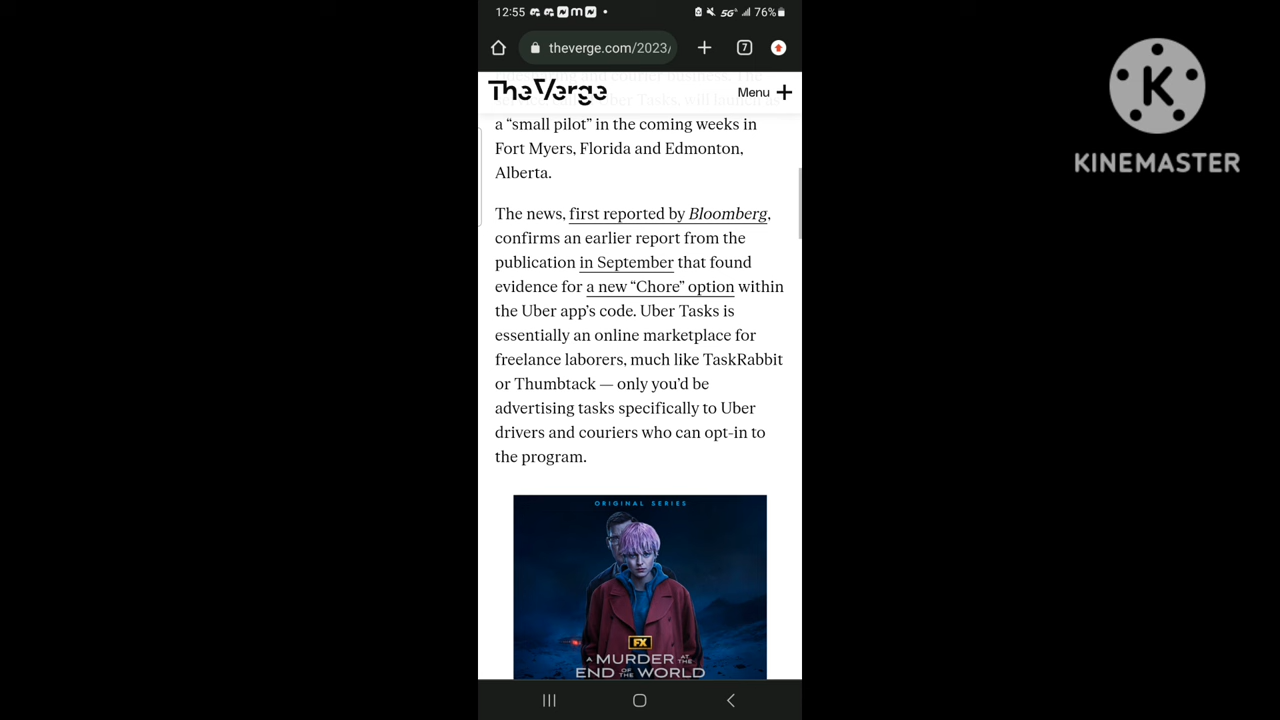 12:55
5G+
76%
theverge.com/2023/
7
The Verge
Menu
a “small pilot” in the coming weeks in
Fort Myers, Florida and Edmonton,
Alberta.
The news, first reported by Bloomberg,
confirms an earlier report from the
publication in September that found
evidence for a new “Chore” option within
the Uber app’s code. Uber Tasks is
essentially an online marketplace for
freelance laborers, much like TaskRabbit
or Thumbtack — only you’d be
advertising tasks specifically to Uber
drivers and couriers who can opt-in to
the program.
ORIGINAL SERIES
FX
A MURDER AT THE
END OF THE WORLD
K
KINEMASTER